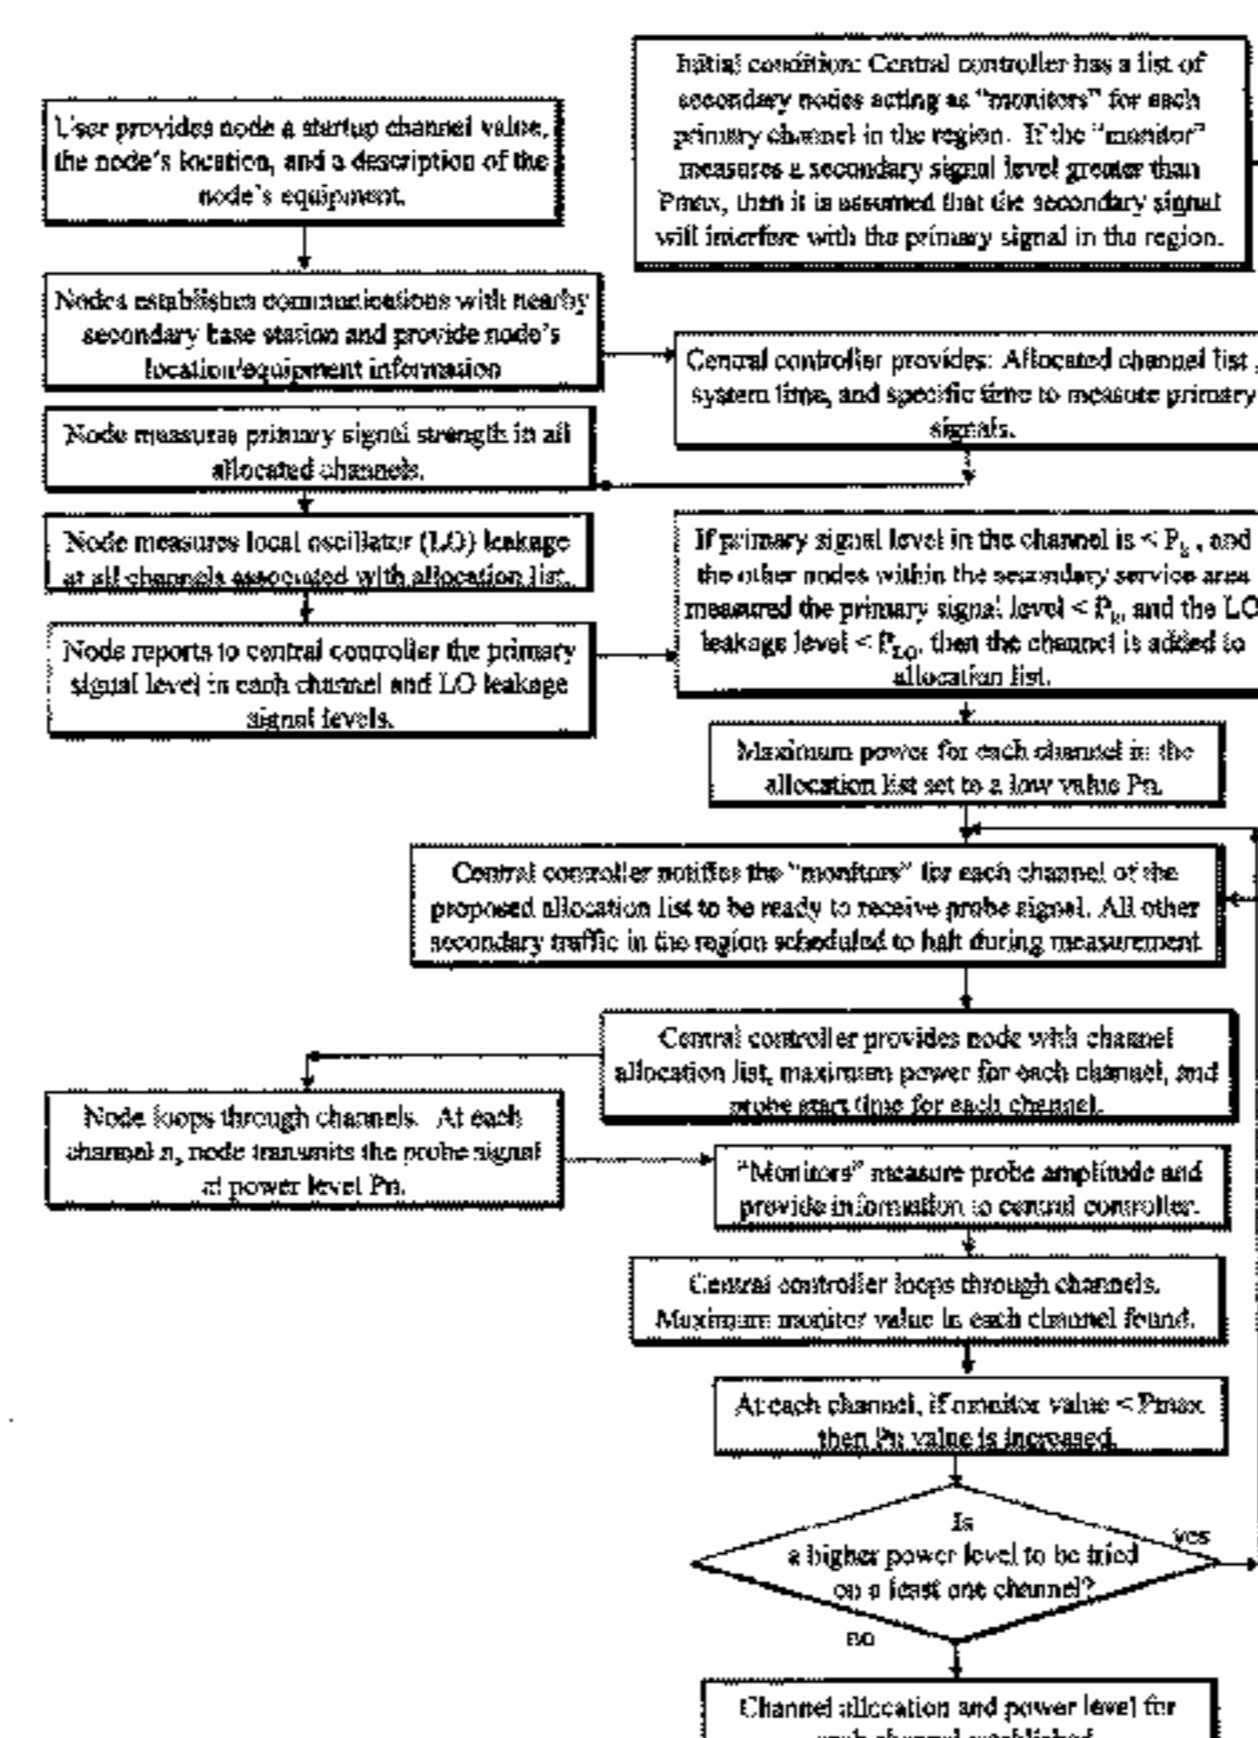 Initial condition: Central controller has a list of
secondary nodes acting as "monitors" for each
primary channel in the region. If the "monitor"
measures a secondary signal level greater than
Pmax, then it is assumed that the secondary signal
will interfere with the primary signal in the region.
User provides node a startup channel value,
the node's location, and a description of the
node's equipment.
Nodes establishes communications with nearby
secondary base station and provide node's
location/equipment information
Central controller provides: Allocated channel list ,
system time, and specific time to measure primary
signals.
Node measures primary signal strength in all
allocated channels.
Node measures local oscillator (LO) leakage
at all channels associated with allocation list.
Node reports to central controller the primary
signal level in each channel and LO leakage
signal levels.
If primary signal level in the channel is < P , and
the other nodes within the secondary service area
measured the primary signal level < P , and the LO
leakage level < P_LO, then the channel is added to
allocation list.
Maximum power for each channel in the
allocation list set to a low value Pn.
Central controller notifies the "monitors" for each channel of the
proposed allocation list to be ready to receive probe signal. All other
secondary traffic in the region scheduled to halt during measurement
Central controller provides node with channel
allocation list, maximum power for each channel, and
probe start time for each channel.
Node loops through channels. At each
channel n, node transmits the probe signal
at power level Pn.
"Monitors" measure probe amplitude and
provide information to central controller.
Central controller loops through channels.
Maximum monitor value in each channel found.
At each channel, if monitor value < Pmax
then Pn value is increased.
Is
a higher power level to be tried
on a least one channel?
yes
no
Channel allocation and power level for
each channel established